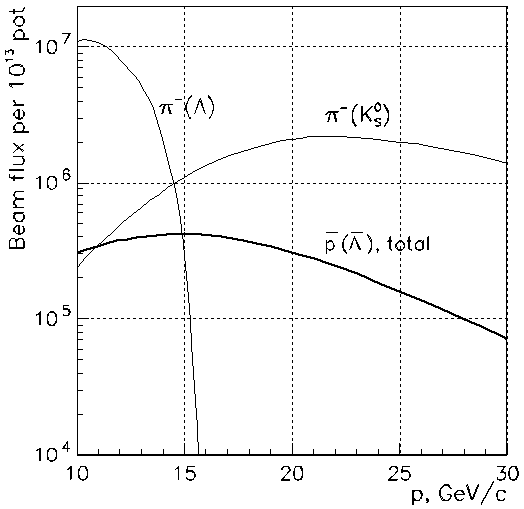 Beam flux per 10¹³ pot
10⁷
10⁶
10⁵
10⁴
π⁻(Λ)
π⁻(K⁰ₛ)
p̅ (Λ̅), total
10 15 20 25 30
p, GeV/c